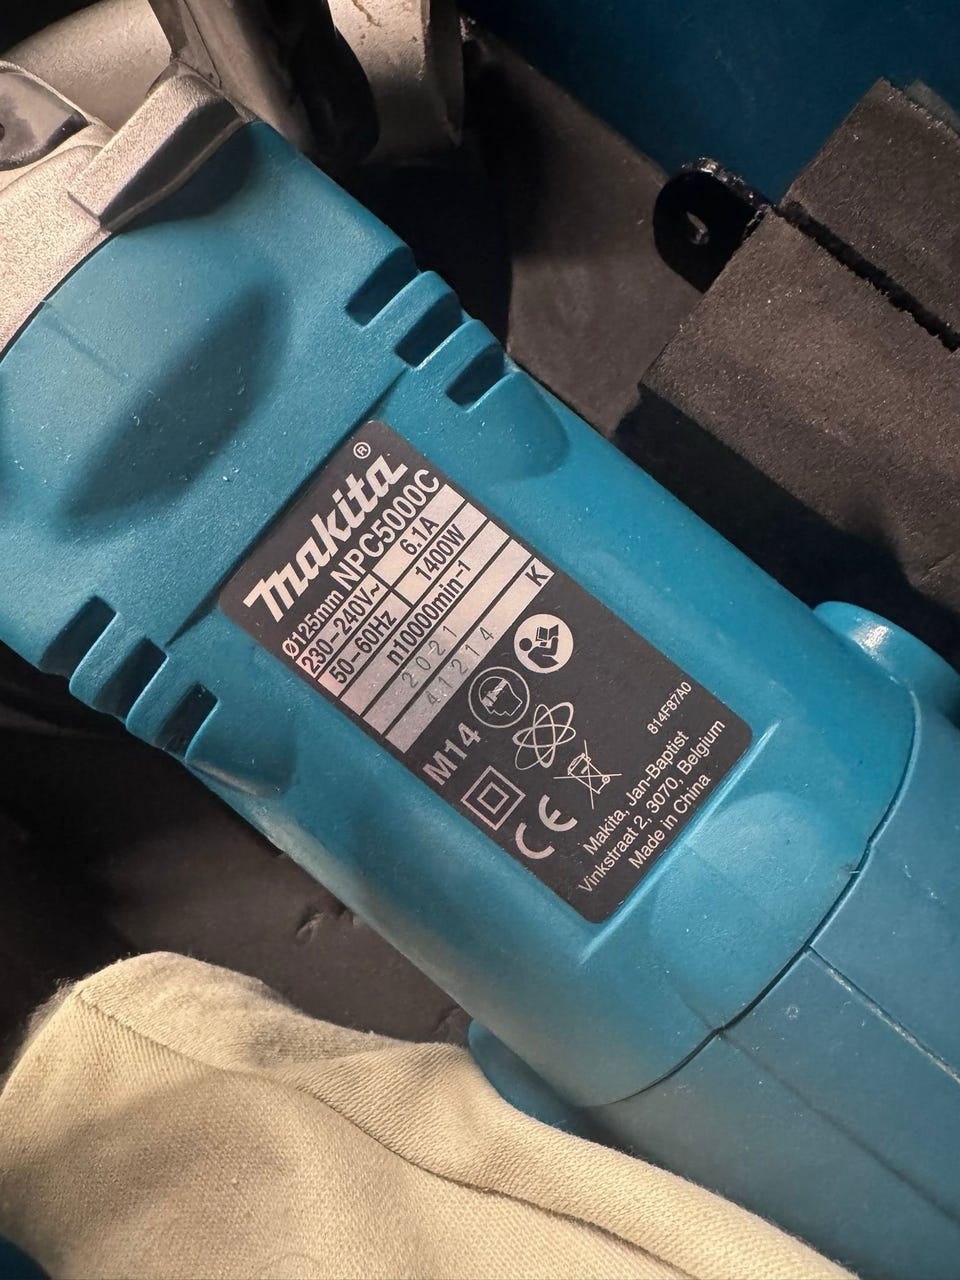 makita®
Ø125mm NPC5000C
230-240V~ 6.1A
50-60Hz 1400W
n10000min-1
2021 K
41214
M14
CE
814F87A0
Makita, Jan-Baptist
Vinkstraat 2, 3070, Belgium
Made in China